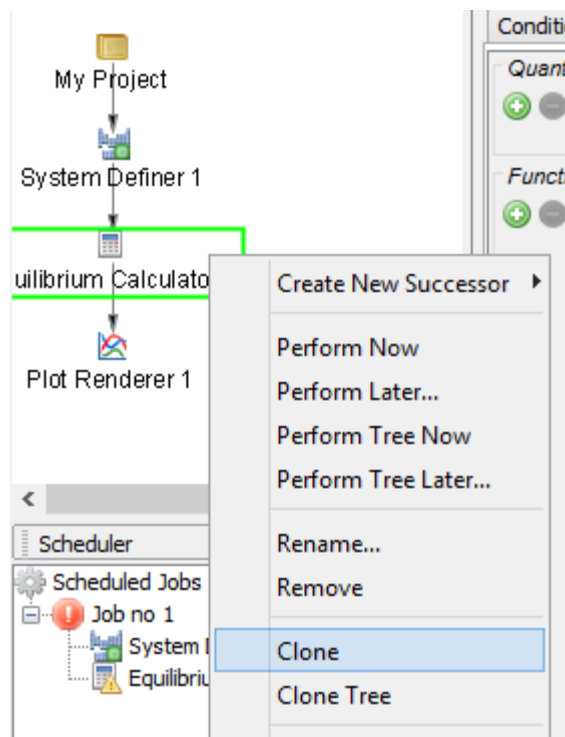 Conditi
My Project
Quant
System Definer 1
Functi
uilibrium Calculato
Create New Successor
Plot Renderer 1
Perform Now
Perform Later...
Perform Tree Now
Perform Tree Later...
Scheduler
Rename...
Scheduled Jobs
Remove
Job no 1
System D
Clone
Equilibriu
Clone Tree